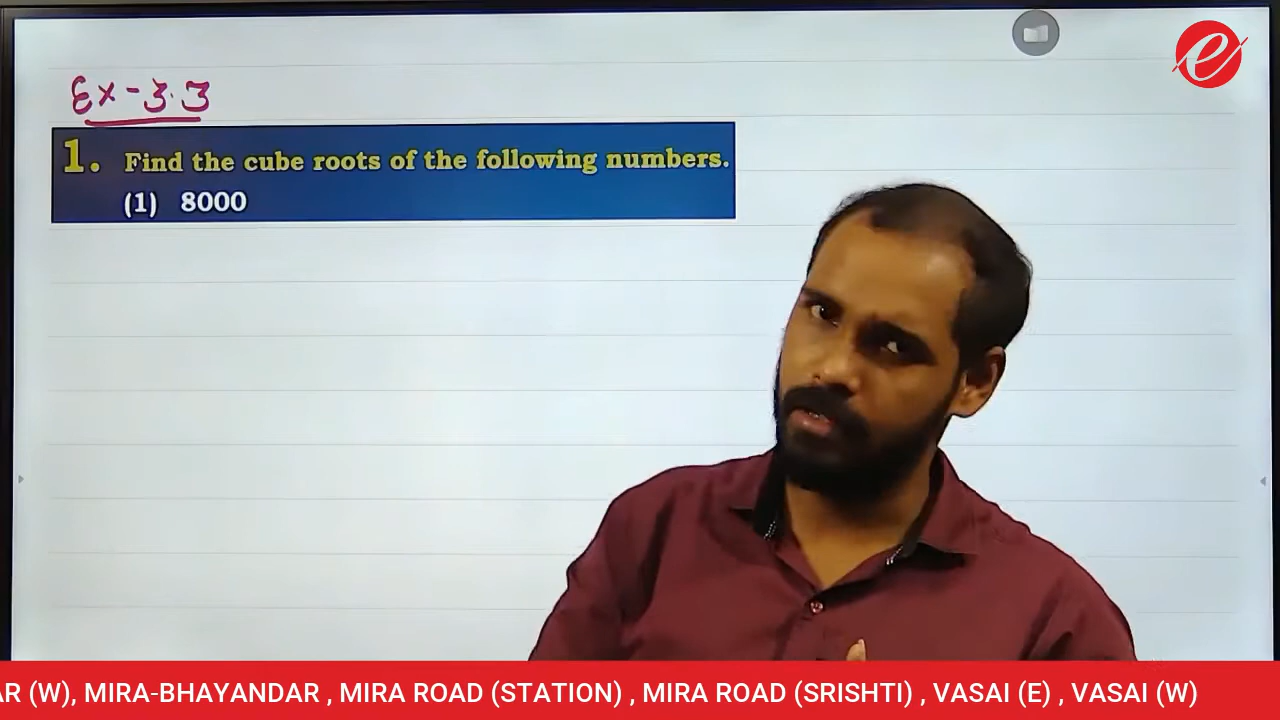 Ex-3.3
1. Find the cube roots of the following numbers.
(1) 8000
e
AR (W), MIRA-BHAYANDAR , MIRA ROAD (STATION) , MIRA ROAD (SRISHTI) , VASAI (E) , VASAI (W)